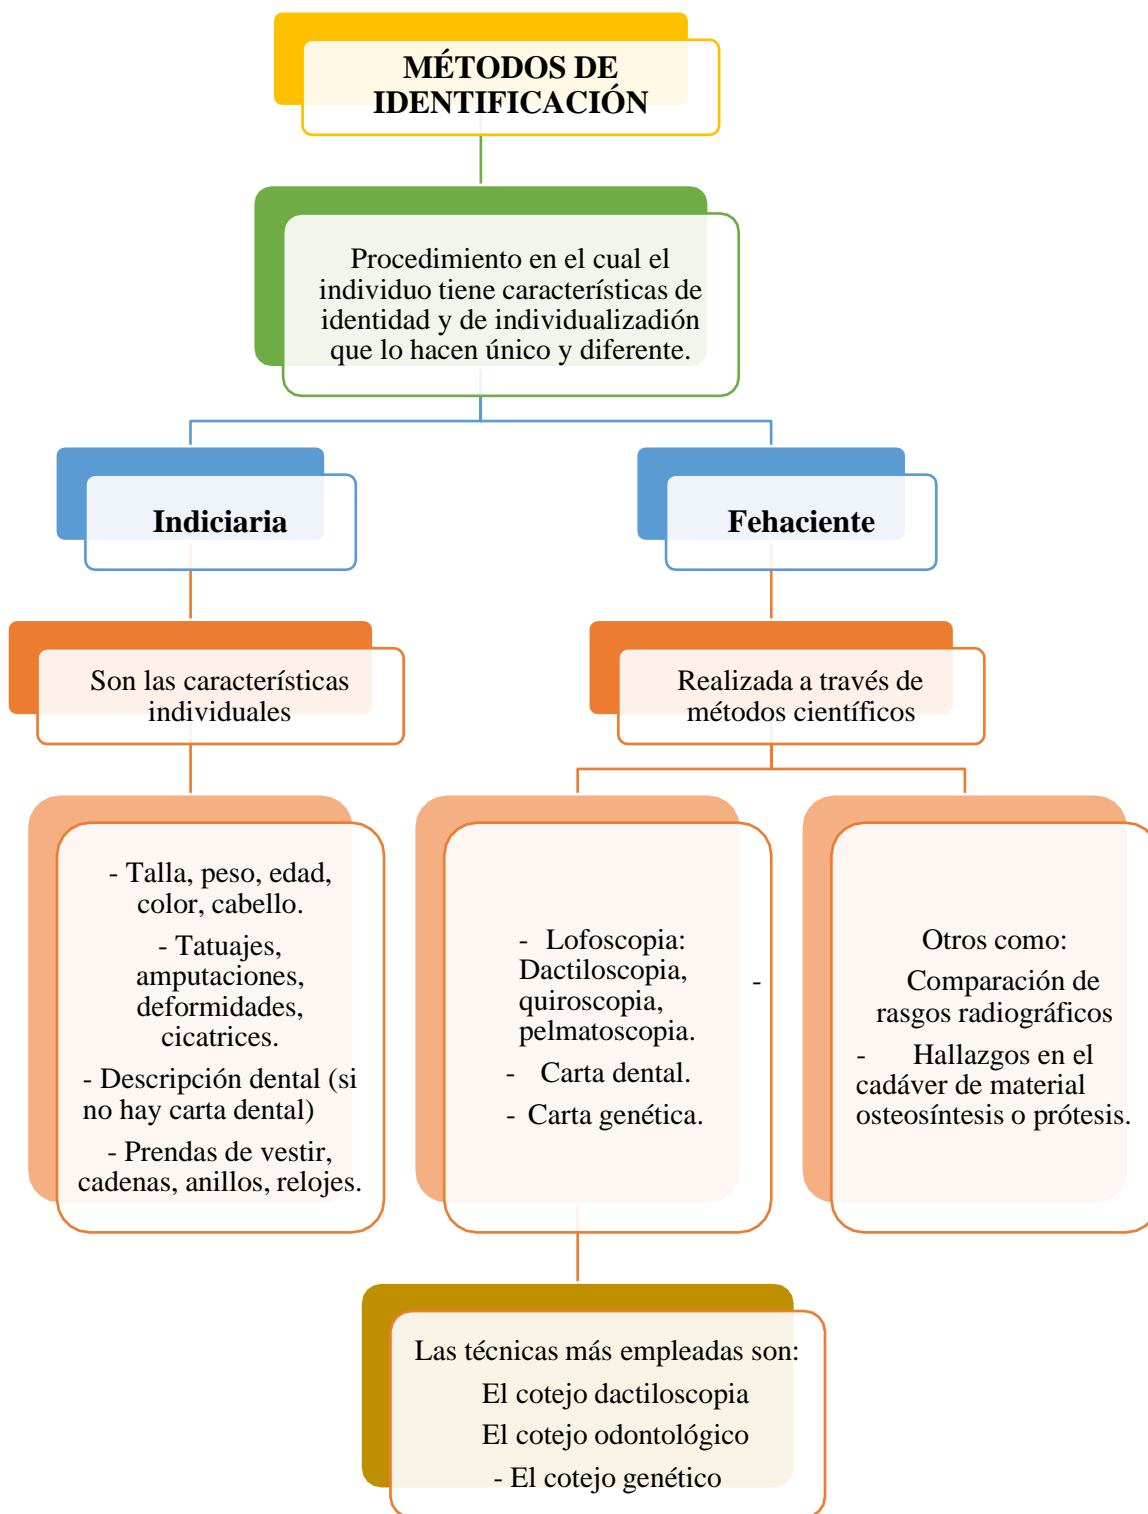 MÉTODOS DE
IDENTIFICACIÓN
Procedimiento en el cual el
individuo tiene características de
identidad y de individualizadión
que lo hacen único y diferente.
Indiciaria
Fehaciente
Son las características
individuales
Realizada a través de
métodos científicos
- Talla, peso, edad,
color, cabello.
- Tatuajes,
amputaciones,
deformidades,
cicatrices.
- Descripción dental (si
no hay carta dental)
- Prendas de vestir,
cadenas, anillos, relojes.
- Lofoscopia:
Dactiloscopia,
quiroscopia,
pelmatoscopia.
- Carta dental.
- Carta genética.
-
Otros como:
Comparación de
rasgos radiográficos
- Hallazgos en el
cadáver de material
osteosíntesis o prótesis.
Las técnicas más empleadas son:
El cotejo dactiloscopia
El cotejo odontológico
- El cotejo genético